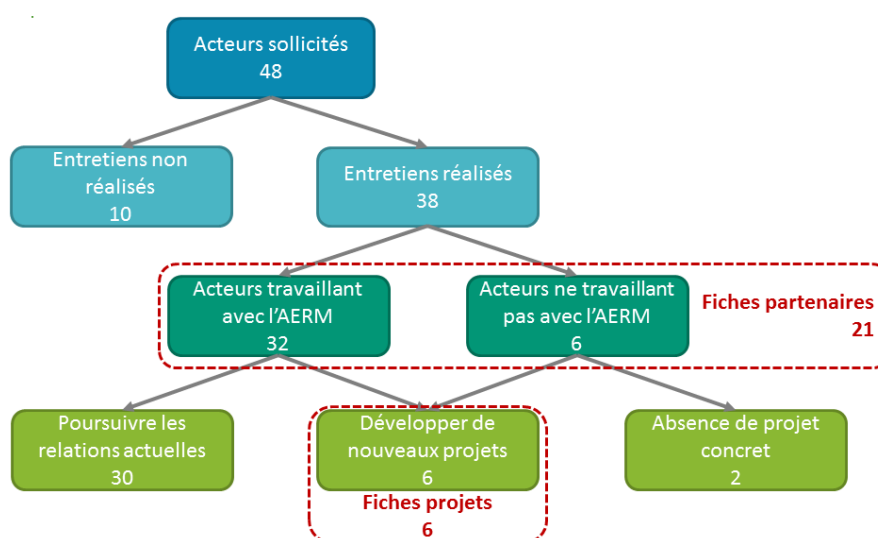 Acteurs sollicités
48
Entretiens non
réalisés
10
Entretiens réalisés
38
Acteurs travaillant
avec l’AERM
32
Acteurs ne travaillant
pas avec l’AERM
6
Fiches partenaires
21
Poursuivre les
relations actuelles
30
Développer de
nouveaux projets
6
Absence de projet
concret
2
Fiches projets
6